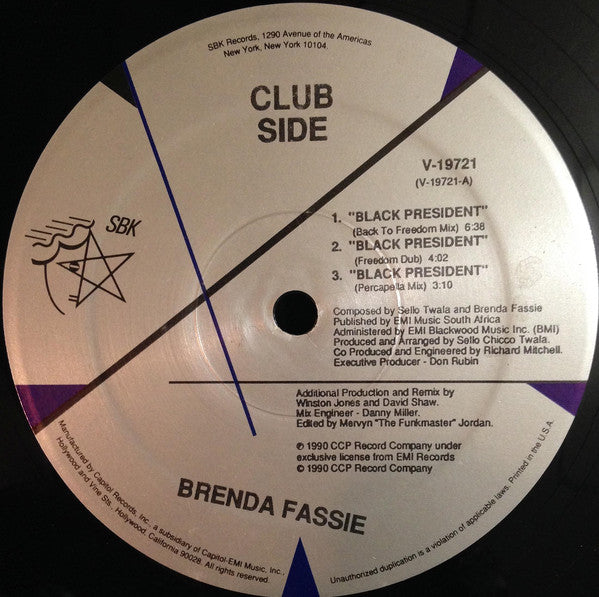 SBK Records, 1290 Avenue of the Americas
New York, New York 10104
CLUB
SIDE
SBK
V-19721
(V-19721-A)
1. "BLACK PRESIDENT"
(Back To Freedom Mix) 6:38
2. "BLACK PRESIDENT"
(Freedom Dub) 4:02
3. "BLACK PRESIDENT"
(Percapella Mix) 3:10
Composed by Sello Twala and Brenda Fassie
Published by EMI Music South Africa
Administered by EMI Blackwood Music Inc. (BMI)
Produced and Arranged by Sello Chicco Twala.
Co Produced and Engineered by Richard Mitchell.
Executive Producer - Don Rubin
Additional Production and Remix by
Winston Jones and David Shaw.
Mix Engineer - Danny Miller.
Edited by Mervyn "The Funkmaster" Jordan.
℗ 1990 CCP Record Company under
exclusive license from EMI Records
© 1990 CCP Record Company
BRENDA FASSIE
Manufactured by Capitol Records, Inc., a subsidiary of Capitol-EMI Music, Inc.,
Hollywood and Vine Sts., Hollywood, California 90028. All rights reserved.
Unauthorized duplication is a violation of applicable laws. Printed in the U.S.A.